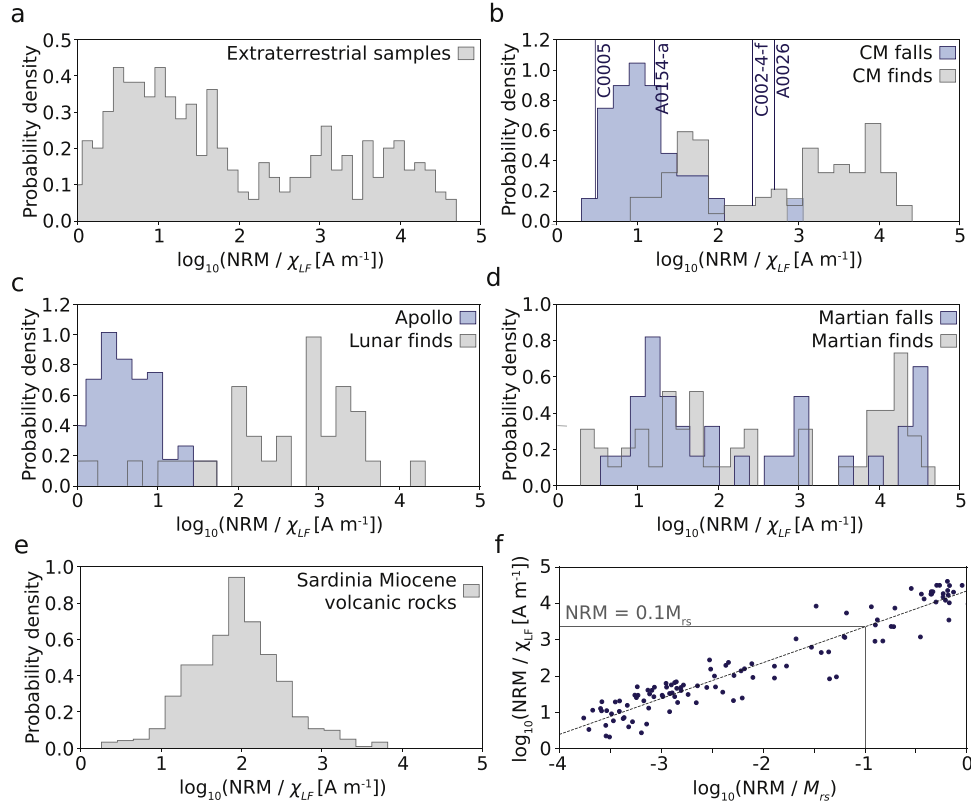 a
Probability density
0.5
0.4
0.3
0.2
0.1
0.0
Extraterrestrial samples
0 1 2 3 4 5
log10(NRM / χLF [A m-1])
b
Probability density
1.2
1.0
0.8
0.6
0.4
0.2
0.0
C0005
A0154-a
C002-4-f
A0026
CM falls
CM finds
0 1 2 3 4 5
log10(NRM / χLF [A m-1])
c
Probability density
1.2
1.0
0.8
0.6
0.4
0.2
0.0
Apollo
Lunar finds
0 1 2 3 4 5
log10(NRM / χLF [A m-1])
d
Probability density
1.0
0.8
0.6
0.4
0.2
0.0
Martian falls
Martian finds
0 1 2 3 4 5
log10(NRM / χLF [A m-1])
e
Probability density
1.0
0.8
0.6
0.4
0.2
0.0
Sardinia Miocene
volcanic rocks
0 1 2 3 4 5
log10(NRM / χLF [A m-1])
f
log10(NRM / χLF [A m-1])
5
4
3
2
1
0
NRM = 0.1Mrs
-4 -3 -2 -1 0
log10(NRM / Mrs)